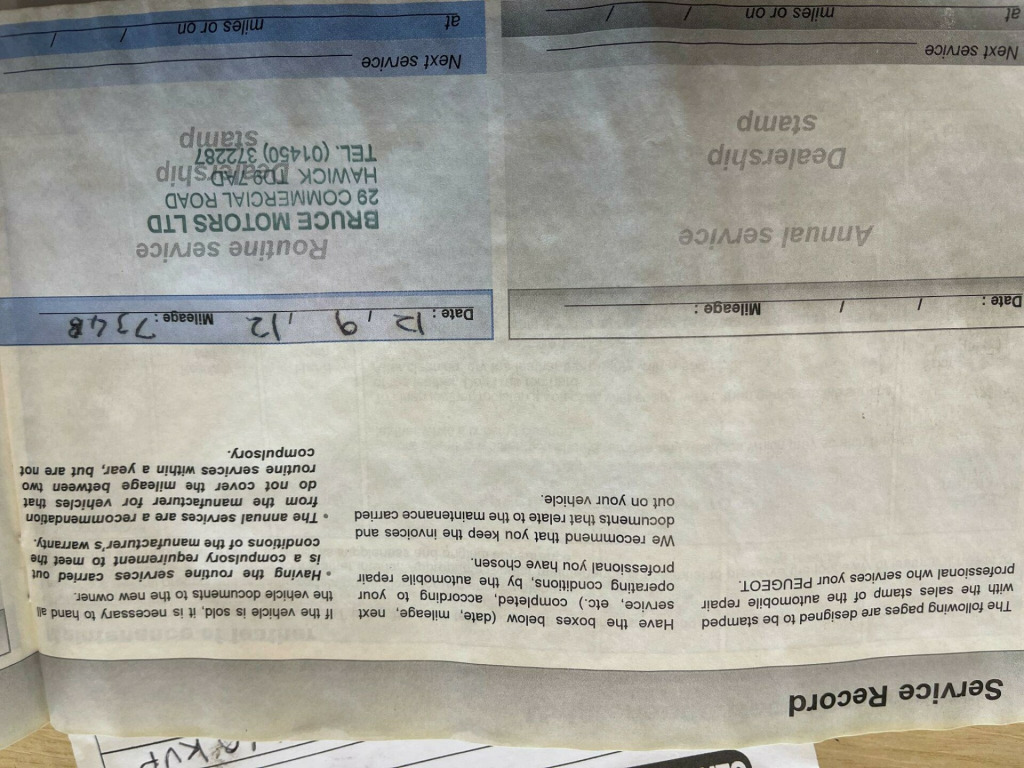 Service Record
The following pages are designed to be stamped
with the sales stamp of the automobile repair
professional who services your PEUGEOT.
Have the boxes below (date, mileage, next
service, etc.) completed, according to your
operating conditions, by the automobile repair
professional you have chosen.
We recommend that you keep the invoices and
documents that relate to the maintenance carried
out on your vehicle.
If the vehicle is sold, it is necessary to hand all
the vehicle documents to the new owner.
• Having the routine services carried out
is a compulsory requirement to meet the
conditions of the manufacturer's warranty.
• The annual services are a recommendation
from the manufacturer for vehicles that
do not cover the mileage between two
routine services within a year, but are not
compulsory.
Date : / / Mileage :
Annual service
Dealership
stamp
Next service
at miles or on / /
Date : 12 / 9 / 12 Mileage : 7348
Routine service
BRUCE MOTORS LTD
29 COMMERCIAL ROAD
HAWICK TD9 7AD
Dealership
TEL. (01450) 372287
stamp
Next service
at miles or on / /